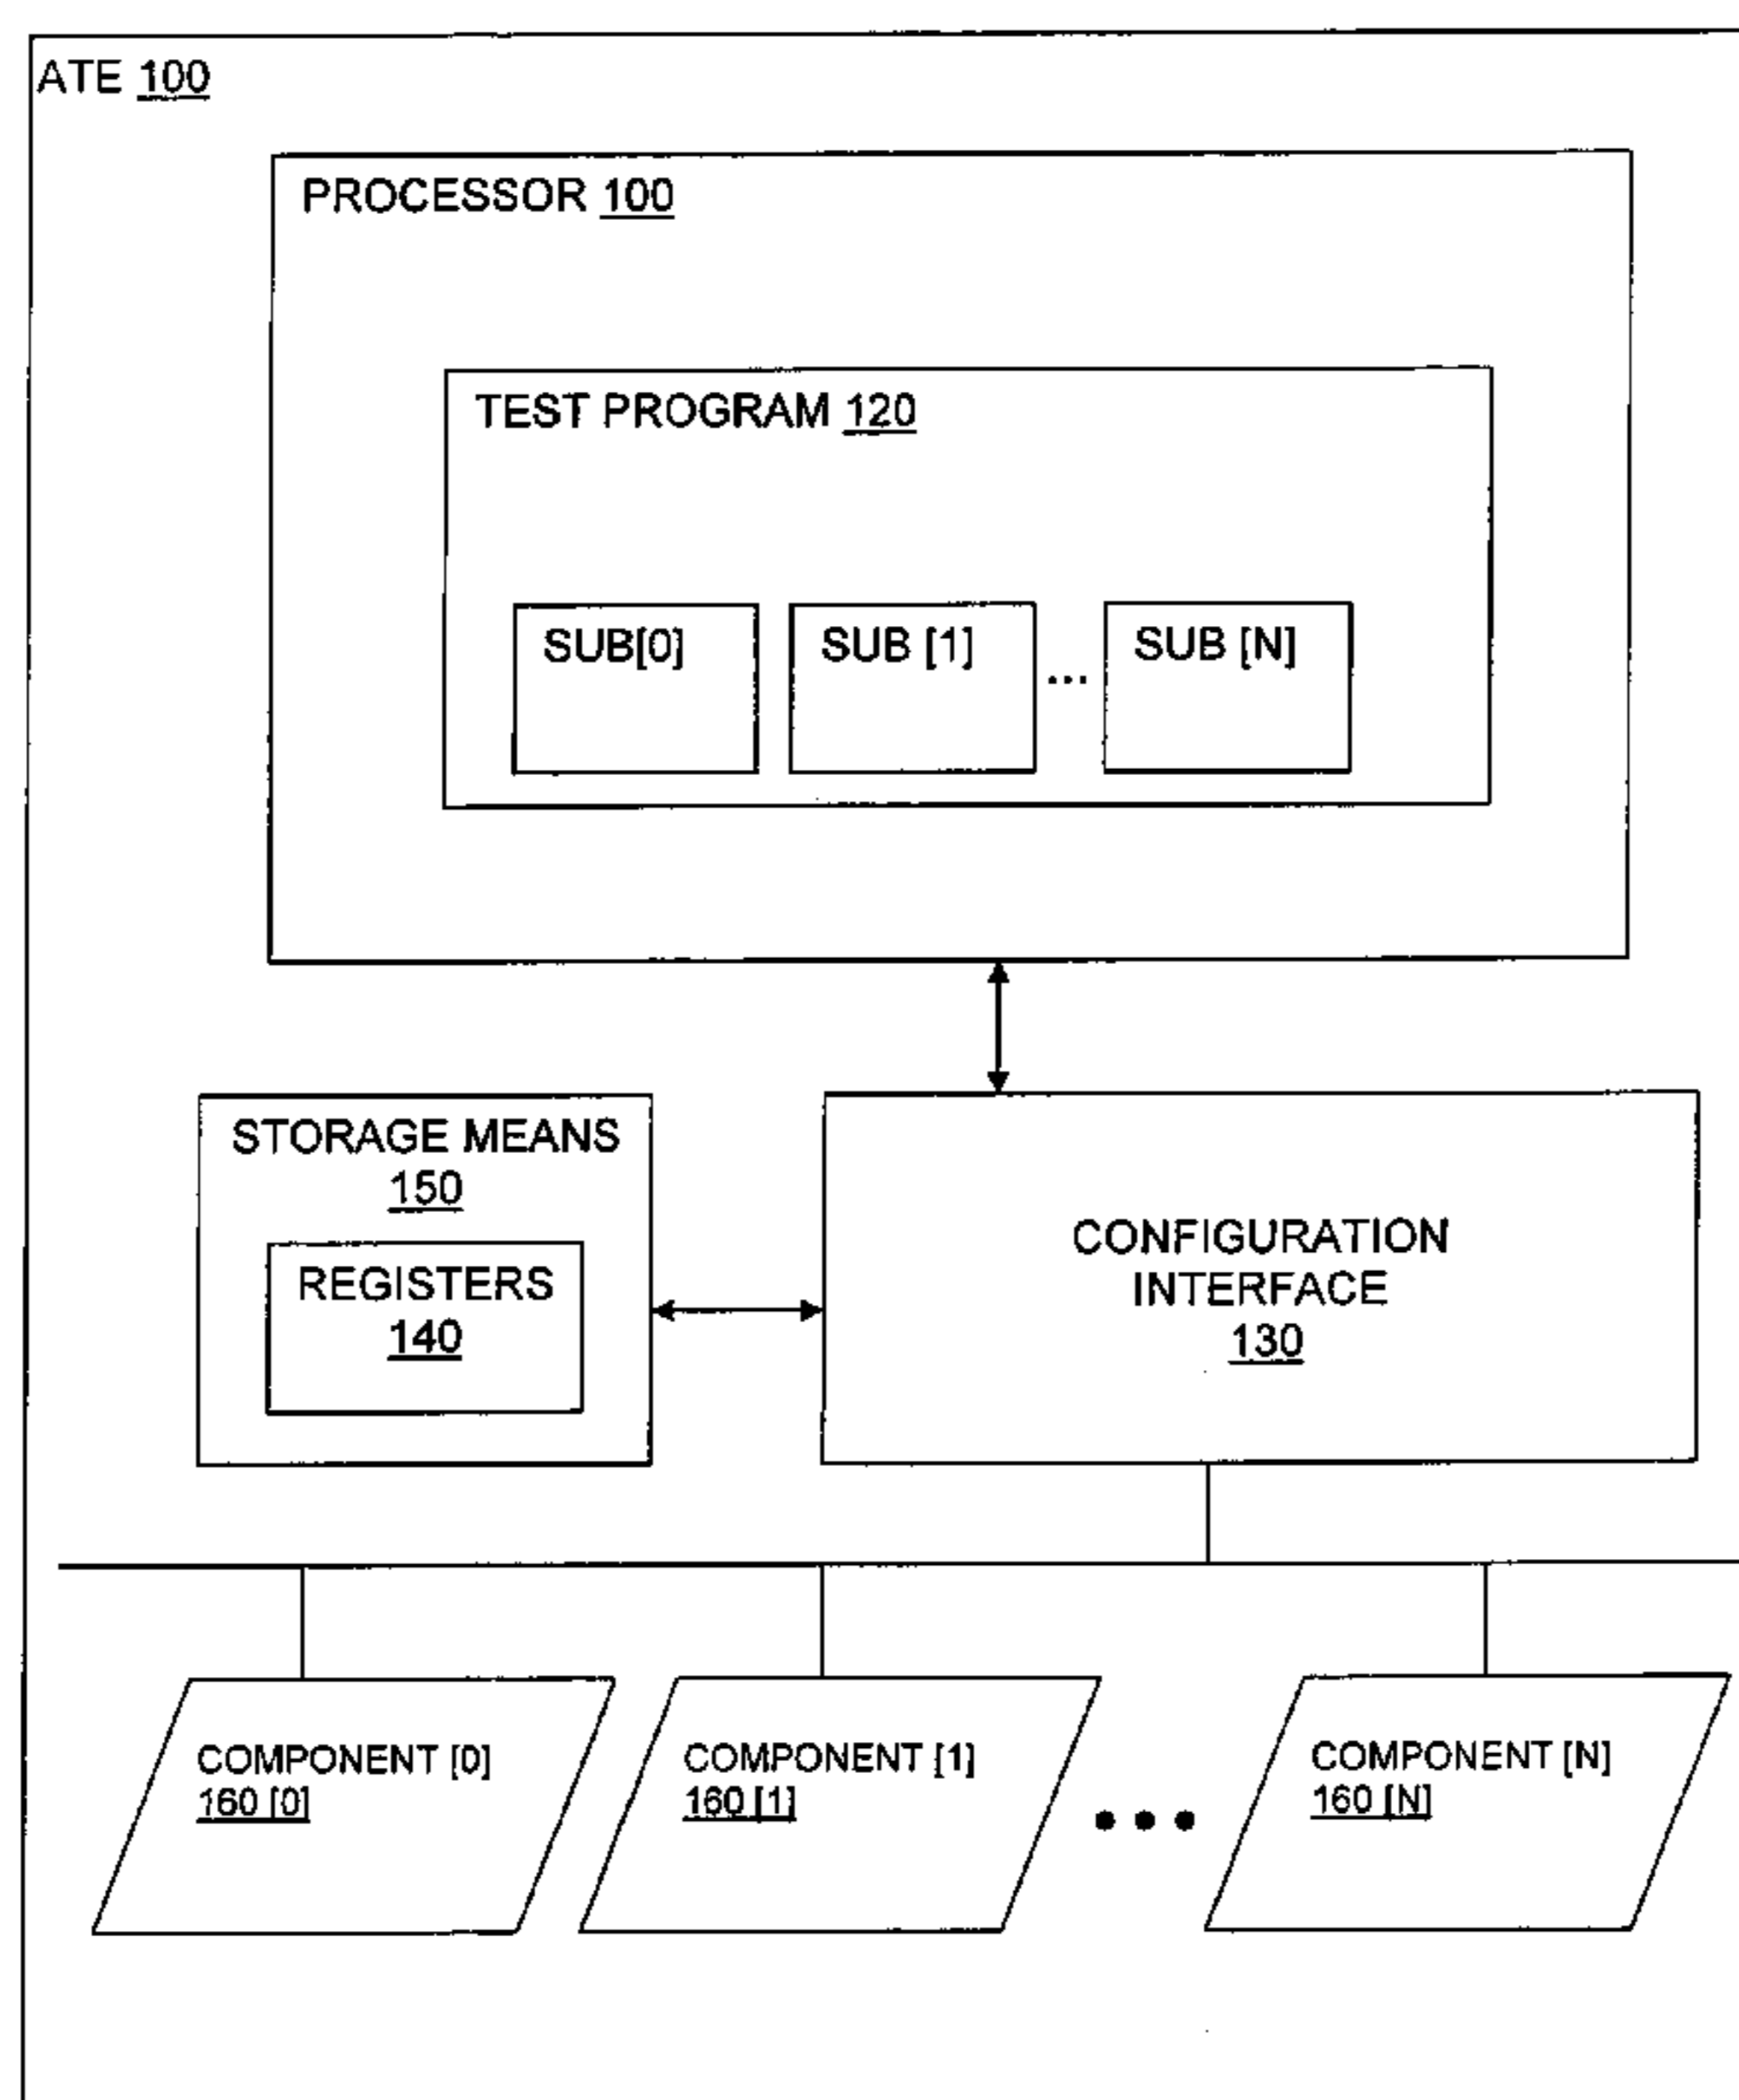 ATE 100
PROCESSOR 100
TEST PROGRAM 120
SUB[0]
SUB [1]
...
SUB [N]
STORAGE MEANS
150
REGISTERS
140
CONFIGURATION
INTERFACE
130
COMPONENT [0]
160 [0]
COMPONENT [1]
160 [1]
COMPONENT [N]
160 [N]